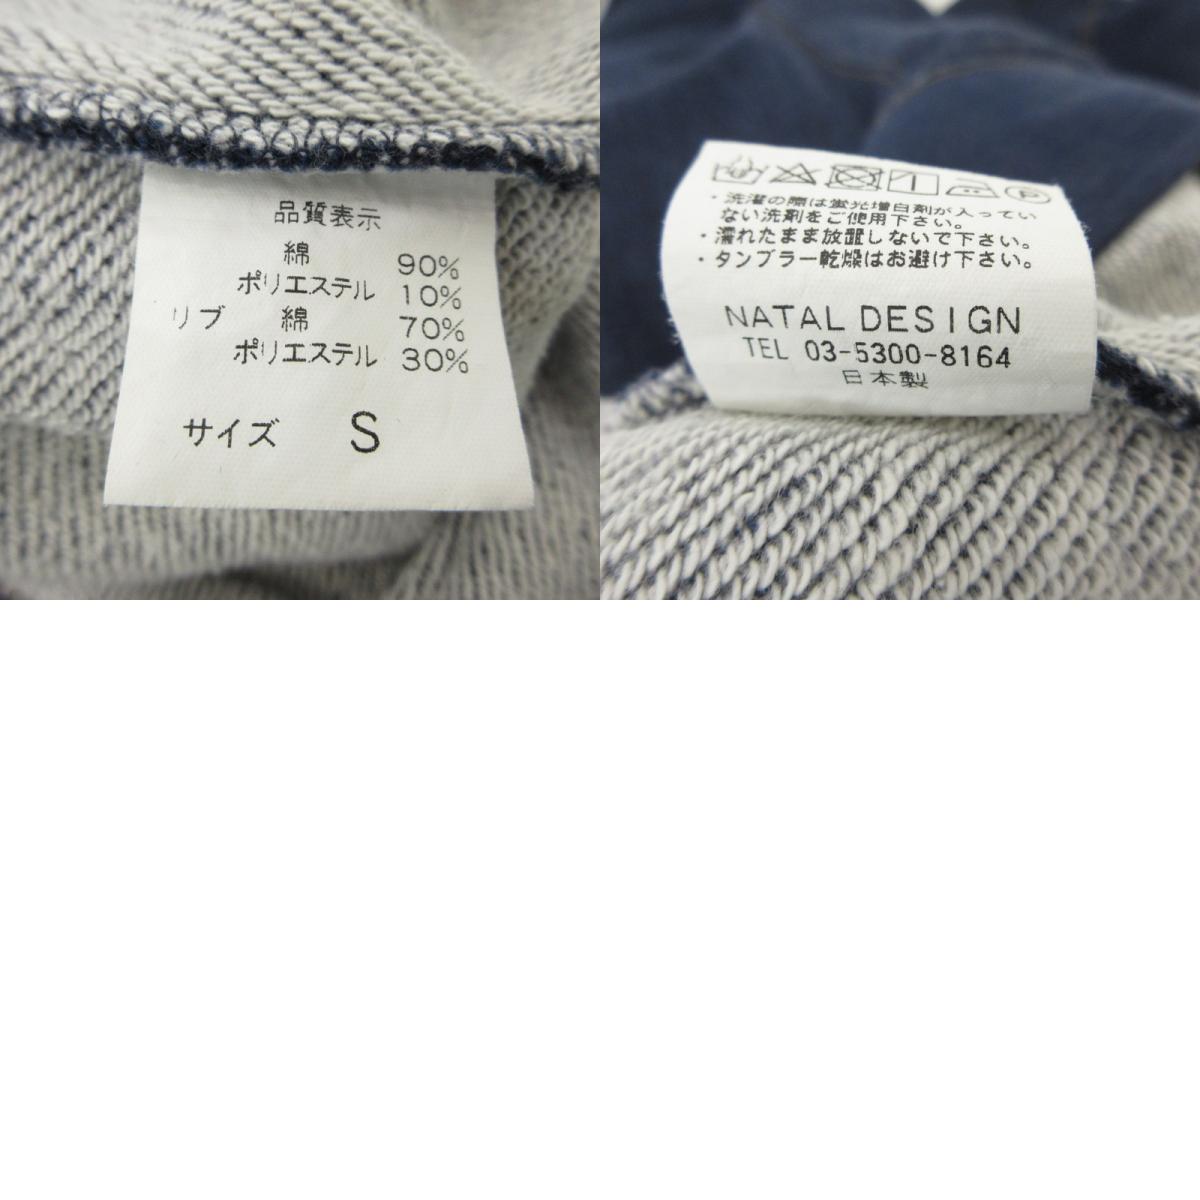 品質表示
綿 90%
ポリエステル 10%
リブ 綿 70%
ポリエステル 30%
サイズ S
・洗濯の際は蛍光増白剤が入ってい
ない洗剤をご使用下さい。
・濡れたまま放置しないで下さい。
・タンブラー乾燥はお避け下さい。
NATAL DESIGN
TEL 03-5300-8164
日本製